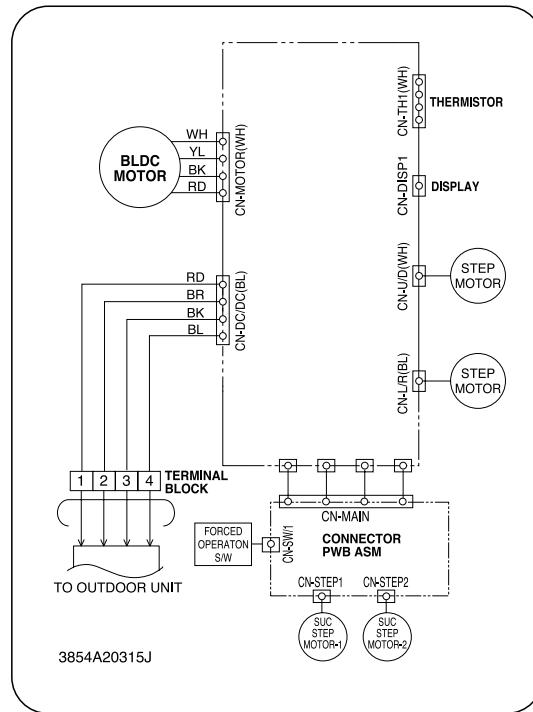 WH
YL
BK
RD
BLDC
MOTOR
CN-MOTOR(WH)
CN-TH1(WH)
THERMISTOR
CN-DISP1
DISPLAY
RD
BR
BK
BL
CN-DC/DC(BL)
CN-U/D(WH)
STEP
MOTOR
CN-L/R(BL)
STEP
MOTOR
1 2 3 4
TERMINAL
BLOCK
TO OUTDOOR UNIT
CN-MAIN
FORCED
OPERATON
S/W
CN-SW/1
CONNECTOR
PWB ASM
CN-STEP1 CN-STEP2
SUC
STEP
MOTOR-1
SUC
STEP
MOTOR-2
3854A20315J